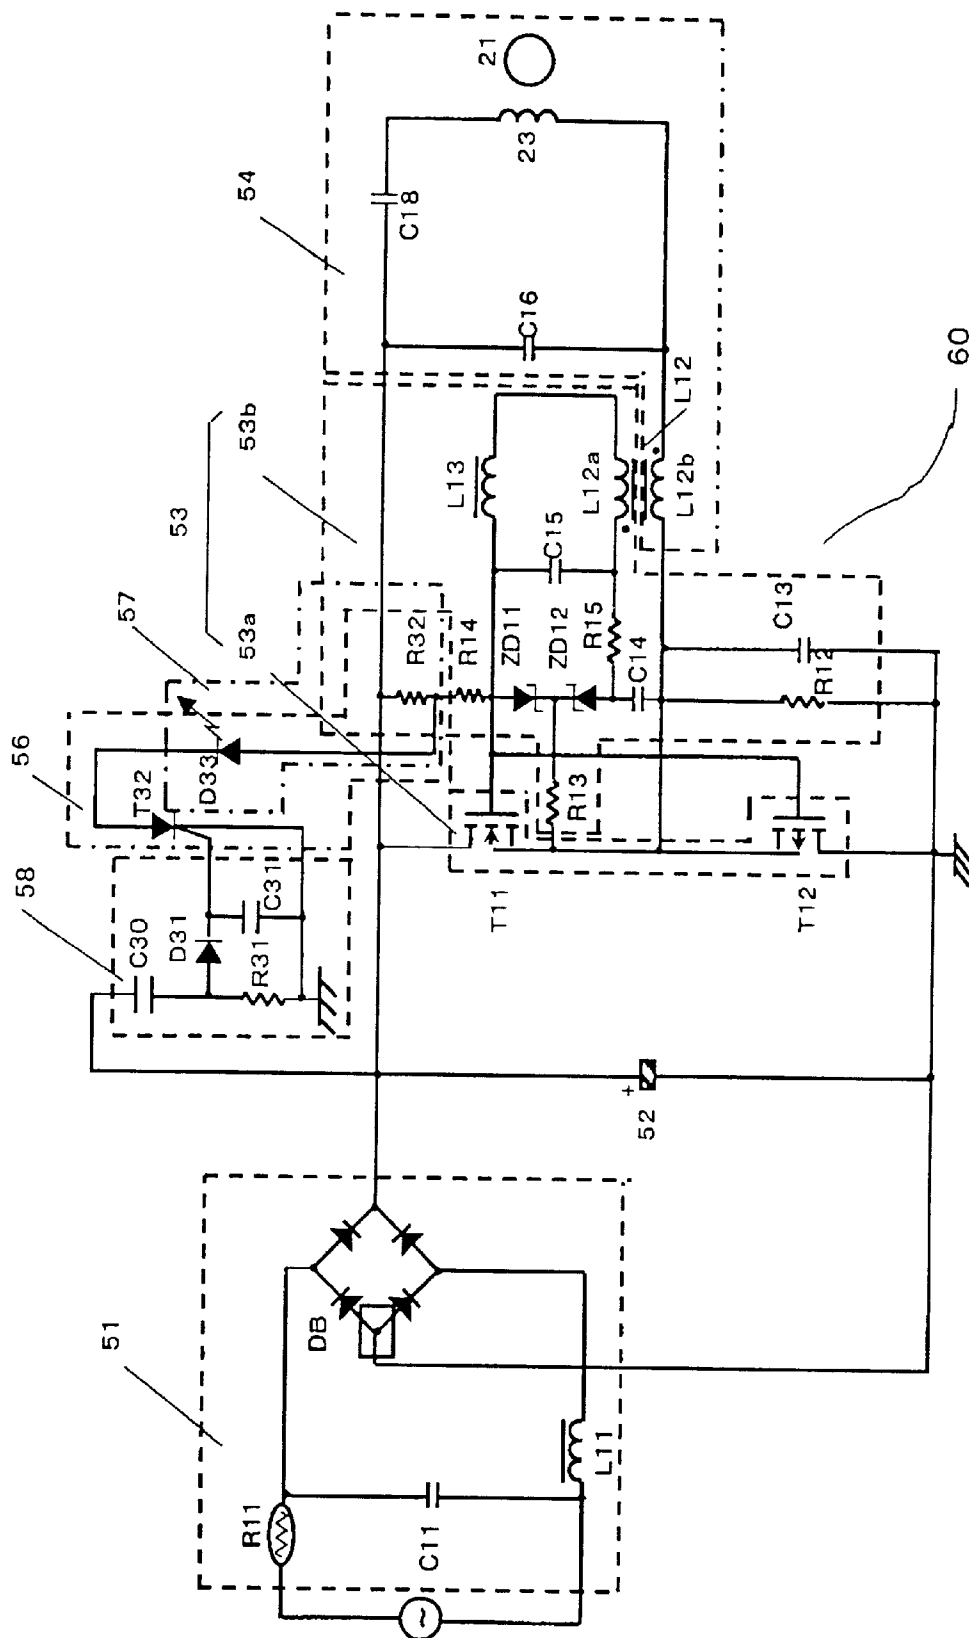 51
R11
C11
L11
DB
~
+
52
58
C30
D31
R31
C31
56
T32
D33
57
53
53a
53b
R32
R14
ZD11
ZD12
R13
R15
C14
C15
L13
L12a
L12b
L12
T11
T12
R12
C13
60
54
C16
C18
23
21